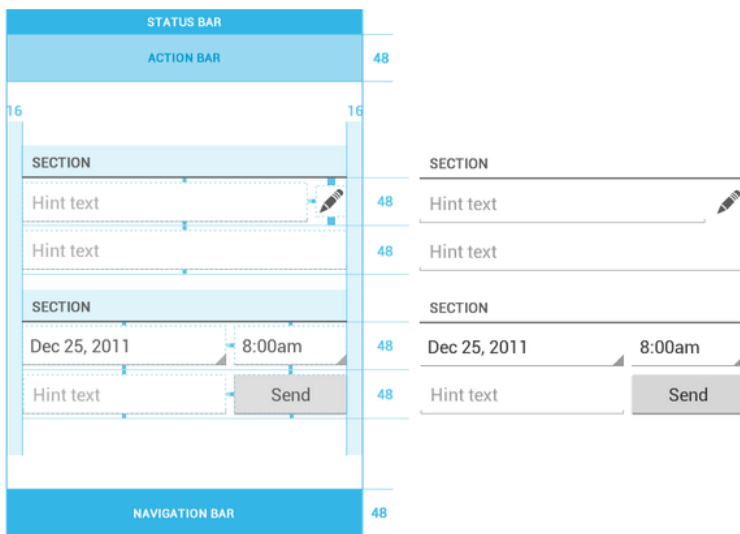 STATUS BAR
ACTION BAR
48
16
16
SECTION
Hint text
48
Hint text
48
SECTION
Dec 25, 2011
8:00am
48
Hint text
Send
48
NAVIGATION BAR
48
SECTION
Hint text
Hint text
SECTION
Dec 25, 2011
8:00am
Hint text
Send